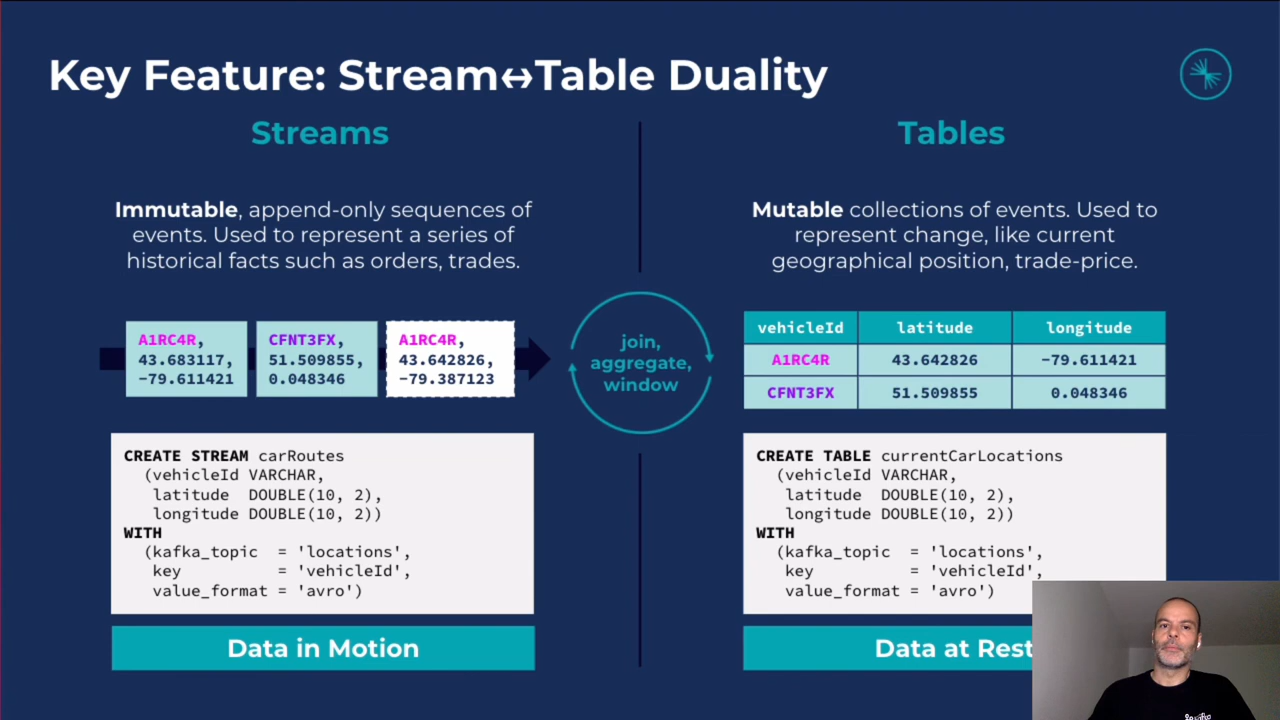 Key Feature: Stream↔Table Duality
Streams
Immutable, append-only sequences of
events. Used to represent a series of
historical facts such as orders, trades.
A1RC4R,
43.683117,
-79.611421
CFNT3FX,
51.509855,
0.048346
A1RC4R,
43.642826,
-79.387123
CREATE STREAM carRoutes
(vehicleId VARCHAR,
latitude DOUBLE(10, 2),
longitude DOUBLE(10, 2))
WITH
(kafka_topic = 'locations',
key = 'vehicleId',
value_format = 'avro')
Data in Motion
join,
aggregate,
window
Tables
Mutable collections of events. Used to
represent change, like current
geographical position, trade-price.
vehicleId latitude longitude
A1RC4R 43.642826 -79.611421
CFNT3FX 51.509855 0.048346
CREATE TABLE currentCarLocations
(vehicleId VARCHAR,
latitude DOUBLE(10, 2),
longitude DOUBLE(10, 2))
WITH
(kafka_topic = 'locations',
key = 'vehicleId',
value_format = 'avro')
Data at Rest